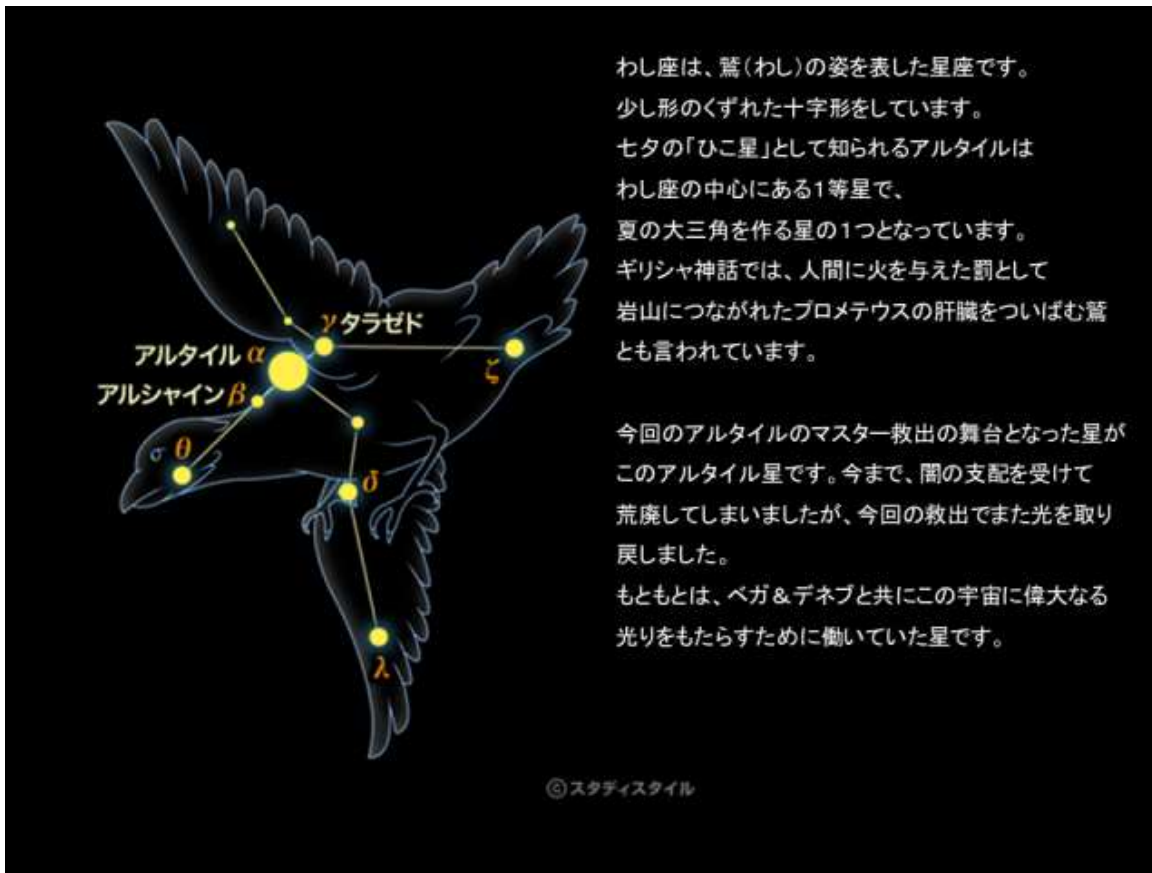 わし座は、鷲(わし)の姿を表した星座です。
少し形のくずれた十字形をしています。
七夕の「ひこ星」として知られるアルタイルは
わし座の中心にある1等星で、
夏の大三角を作る星の1つとなっています。
ギリシャ神話では、人間に火を与えた罰として
岩山につながれたプロメテウスの肝臓をついばむ鷲
とも言われています。
今回のアルタイルのマスター救出の舞台となった星が
このアルタイル星です。今まで、闇の支配を受けて
荒廃してしまいましたが、今回の救出でまた光を取り
戻しました。
もともとは、ベガ&デネブと共にこの宇宙に偉大なる
光りをもたらすために働いていた星です。
γ タラゼド
アルタイル α
アルシャイン β
ζ
θ
δ
λ
©スタディスタイル